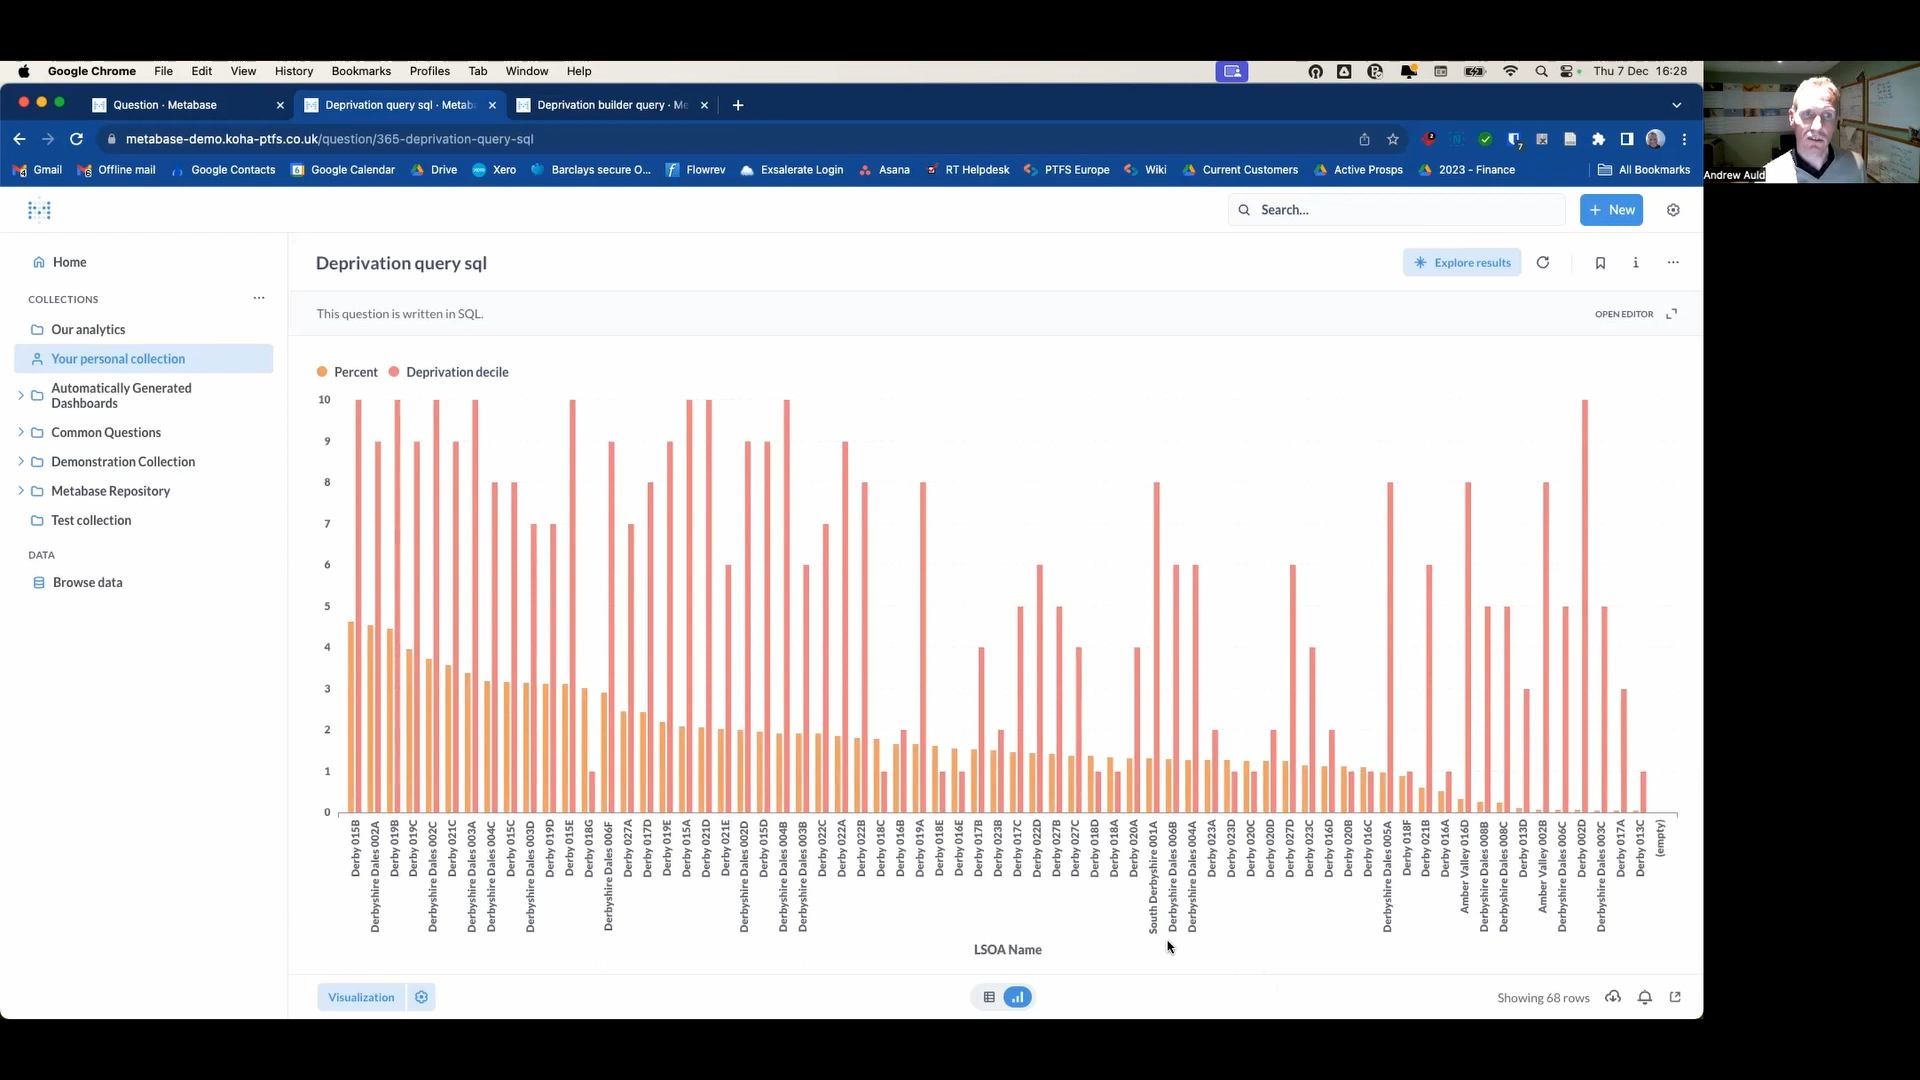 Google Chrome File Edit View History Bookmarks Profiles Tab Window Help Thu 7 Dec 16:28
Question · Metabase
Deprivation query sql · Metab
Deprivation builder query · Me
metabase-demo.koha-ptfs.co.uk/question/365-deprivation-query-sql
Gmail Offline mail Google Contacts Google Calendar Drive Xero Barclays secure O... Flowrev Exsalerate Login Asana RT Helpdesk PTFS Europe Wiki Current Customers Active Prosps 2023 - Finance All Bookmarks
Andrew Auld
Search...
+ New
Home
COLLECTIONS
Our analytics
Your personal collection
Automatically Generated
Dashboards
Common Questions
Demonstration Collection
Metabase Repository
Test collection
DATA
Browse data
Deprivation query sql
Explore results
This question is written in SQL.
OPEN EDITOR
Percent Deprivation decile
10
9
8
7
6
5
4
3
2
1
0
Derby 015B
Derbyshire Dales 002A
Derby 019B
Derby 019C
Derbyshire Dales 002C
Derby 021C
Derbyshire Dales 003A
Derbyshire Dales 004C
Derby 015C
Derbyshire Dales 003D
Derby 019D
Derby 015E
Derby 018G
Derbyshire Dales 006F
Derby 027A
Derby 017D
Derby 019E
Derby 015A
Derby 021D
Derby 021E
Derbyshire Dales 002D
Derby 015D
Derbyshire Dales 004B
Derbyshire Dales 003B
Derby 022C
Derby 022A
Derby 022B
Derby 018C
Derby 016B
Derby 019A
Derby 018E
Derby 016E
Derby 017B
Derby 023B
Derby 017C
Derby 022D
Derby 027B
Derby 027C
Derby 018D
Derby 018A
Derby 020A
South Derbyshire 001A
Derbyshire Dales 006B
Derbyshire Dales 004A
Derby 023A
Derby 023D
Derby 020C
Derby 020D
Derby 027D
Derby 023C
Derby 016D
Derby 020B
Derby 016C
Derbyshire Dales 005A
Derby 018F
Derby 021B
Derby 016A
Amber Valley 016D
Derbyshire Dales 008B
Derbyshire Dales 008C
Derby 013D
Amber Valley 002B
Derbyshire Dales 006C
Derby 002D
Derbyshire Dales 003C
Derby 017A
Derby 013C
(empty)
LSOA Name
Visualization
Showing 68 rows